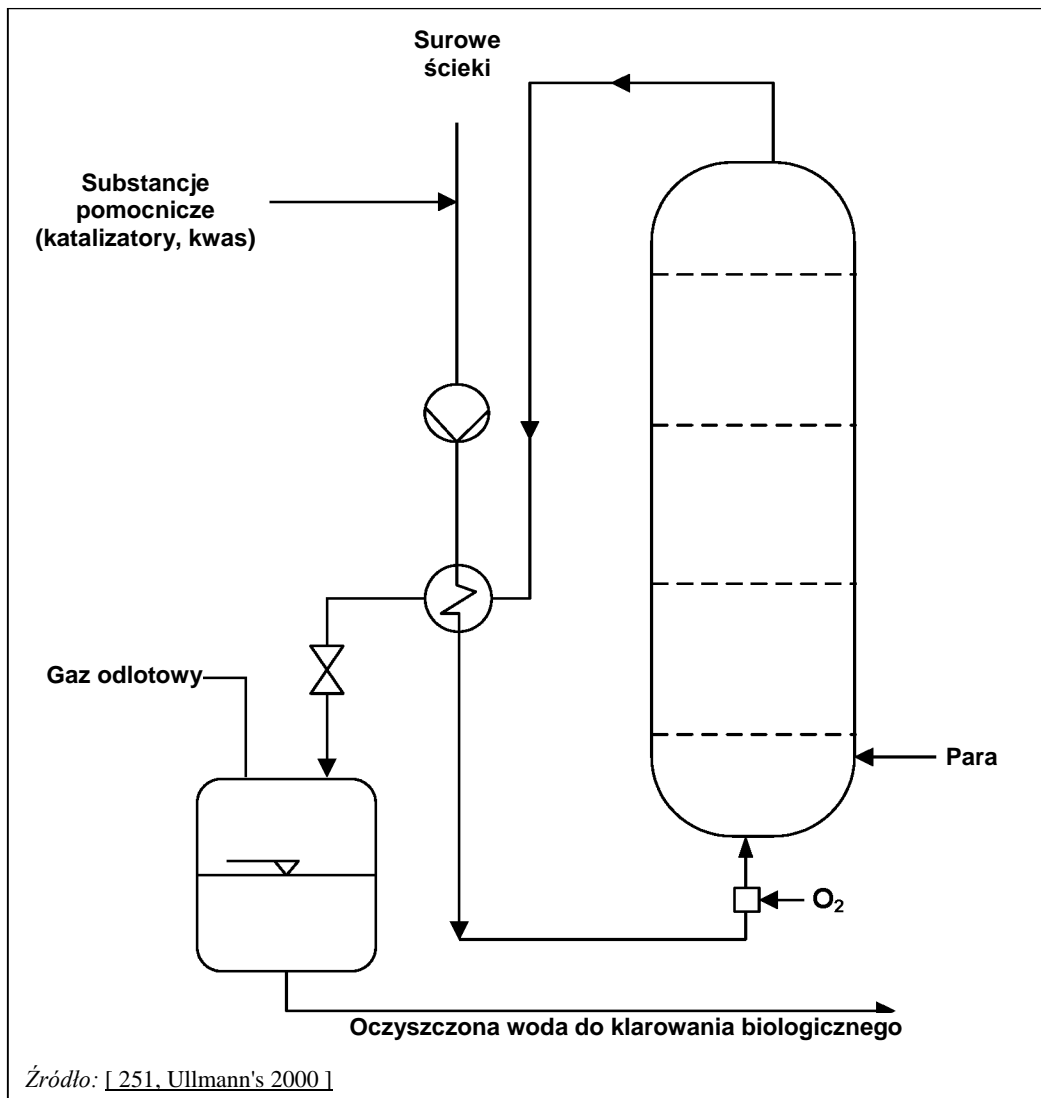 Surowe
ścieki
Substancje
pomocnicze
(katalizatory, kwas)
Gaz odlotowy
Para
O₂
Oczyszczona woda do klarowania biologicznego
Źródło: [ 251, Ullmann's 2000 ]